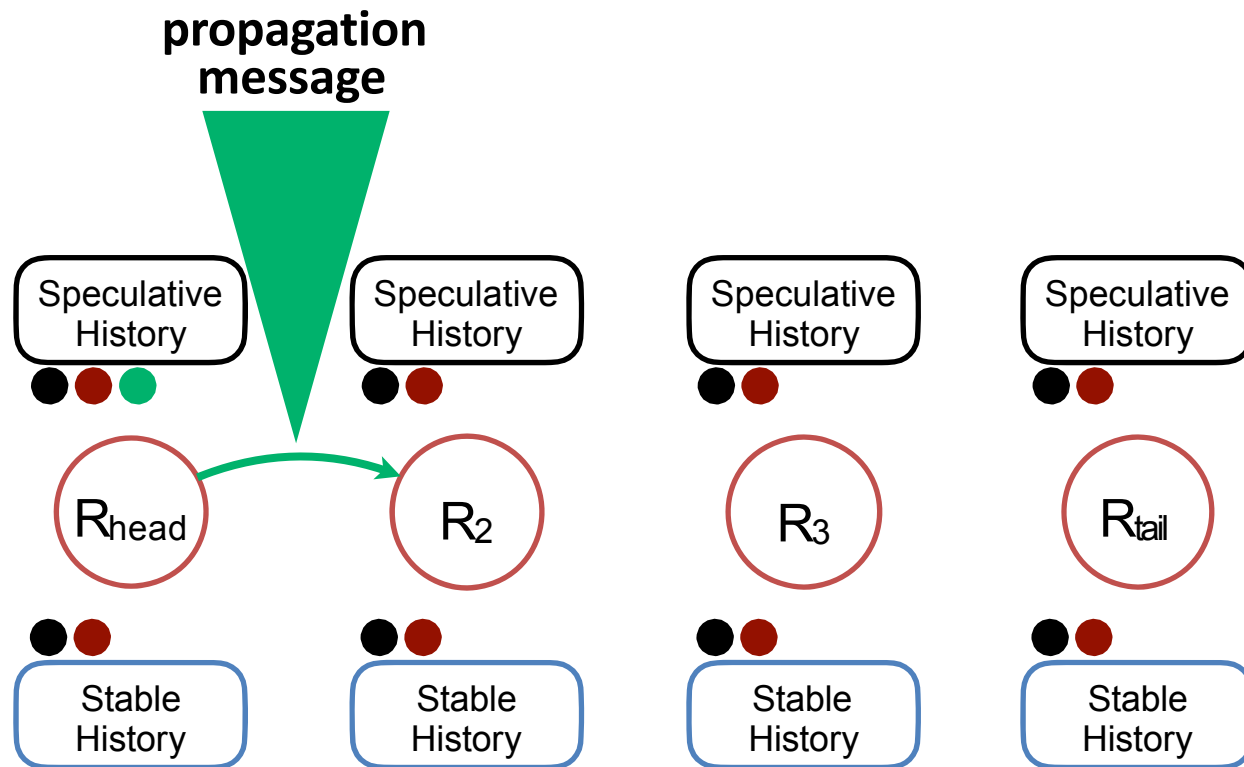 propagation
message
Speculative
History
Speculative
History
Speculative
History
Speculative
History
Rhead
R2
R3
Rtail
Stable
History
Stable
History
Stable
History
Stable
History